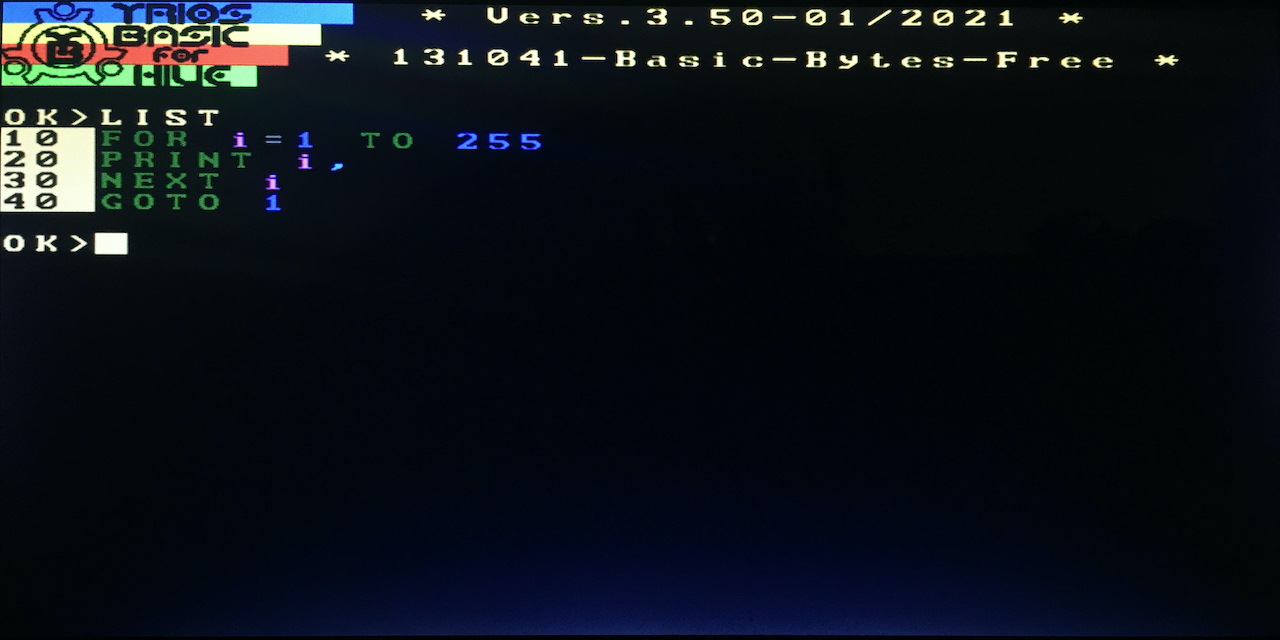 TRIOS
BASIC
for
HIVE
* Vers.3.50-01/2021 *
* 131041-Basic-Bytes-Free *
OK>LIST
10 FOR i=1 TO 255
20 PRINT i,
30 NEXT i
40 GOTO 1
OK>